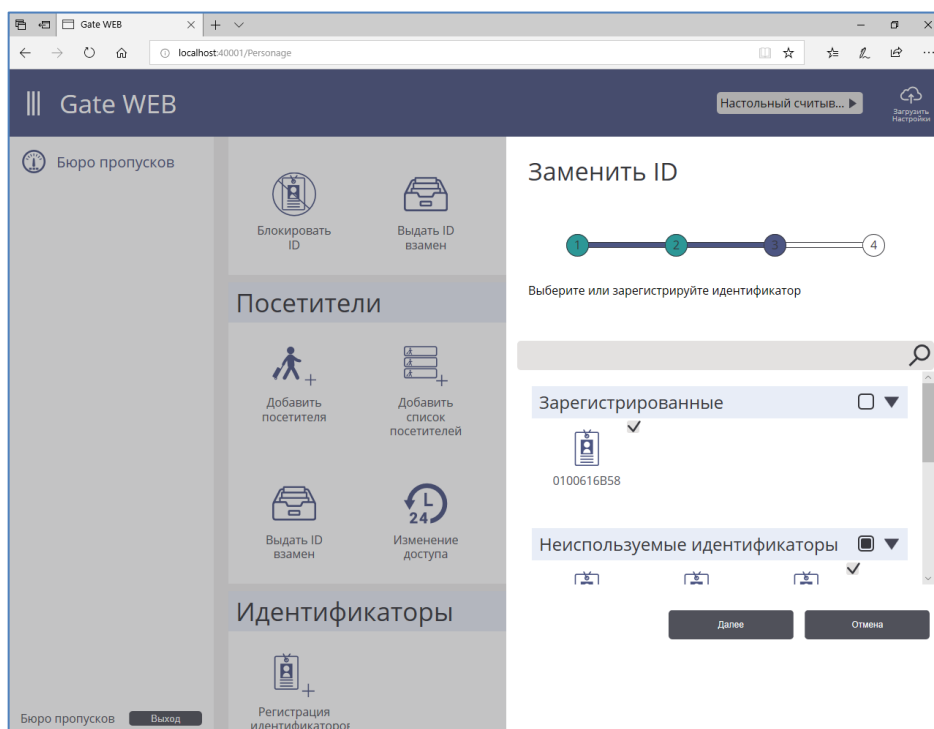 Gate WEB
localhost:40001/Personage
Gate WEB
Настольный считыв...
Загрузить
Настройки
Бюро пропусков
Блокировать
ID
Выдать ID
взамен
Посетители
Добавить
посетителя
Добавить
список
посетителей
Выдать ID
взамен
L
24
Изменение
доступа
Идентификаторы
Регистрация
идентификаторов
Бюро пропусков
Выход
Заменить ID
1
2
3
4
Выберите или зарегистрируйте идентификатор
Зарегистрированные
0100616B58
Неиспользуемые идентификаторы
Далее
Отмена